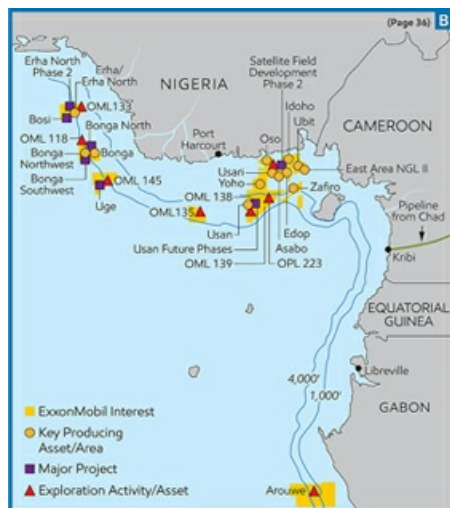 (Page 36) B
Erha North
Phase 2
Erha/
Erha North
NIGERIA
Satellite Field
Development
Phase 2
OML133
Bosi
Bonga North
OML 118
Port
Harcourt
Oso
Idoho
Ubit
CAMEROON
Bonga
Northwest
Bonga
Usari
Yoho
East Area NGL II
Bonga
Southwest
OML 145
Uge
OML 138
OML135
Zafiro
Pipeline
from Chad
Usan
Edop
Usan Future Phases
Asabo
OML 139
OPL 223
Kribi
EQUATORIAL
GUINEA
Libreville
4,000'
1,000'
GABON
ExxonMobil Interest
Key Producing
Asset/Area
Major Project
Exploration Activity/Asset
Arouwe